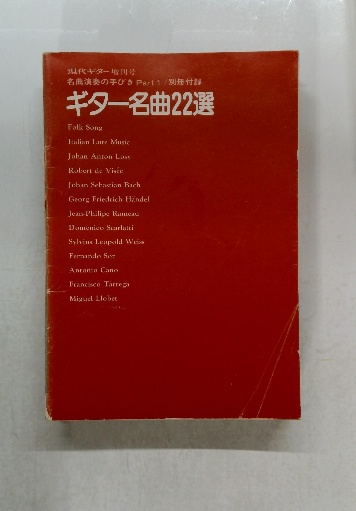 現代ギター増刊号
名曲演奏の手びき Part 1 / 別冊付録
ギター名曲22選
Folk Song
Italian Lute Music
Johan Anton Losy
Robert de Visée
Johan Sebastian Bach
Georg Friedrich Händel
Jean-Philipe Rameau
Domenico Scarlatti
Sylvius Leopold Weiss
Fernando Sor
Antonio Cano
Francisco Tárrega
Miguel Llobet